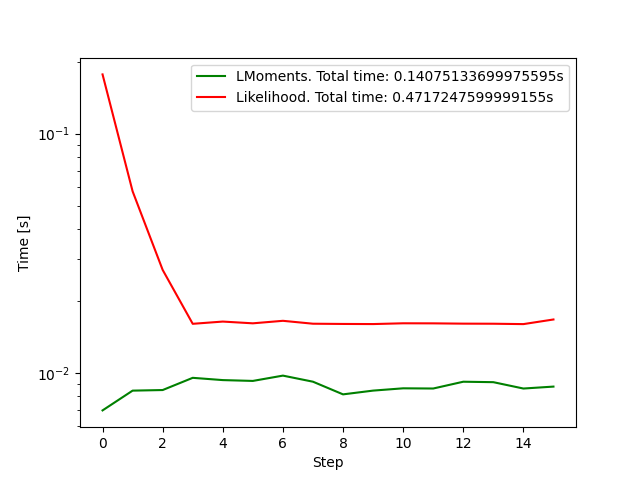 LMoments. Total time: 0.14075133699975595s
Likelihood. Total time: 0.4717247599999155s
10⁻¹
10⁻²
Time [s]
0 2 4 6 8 10 12 14
Step